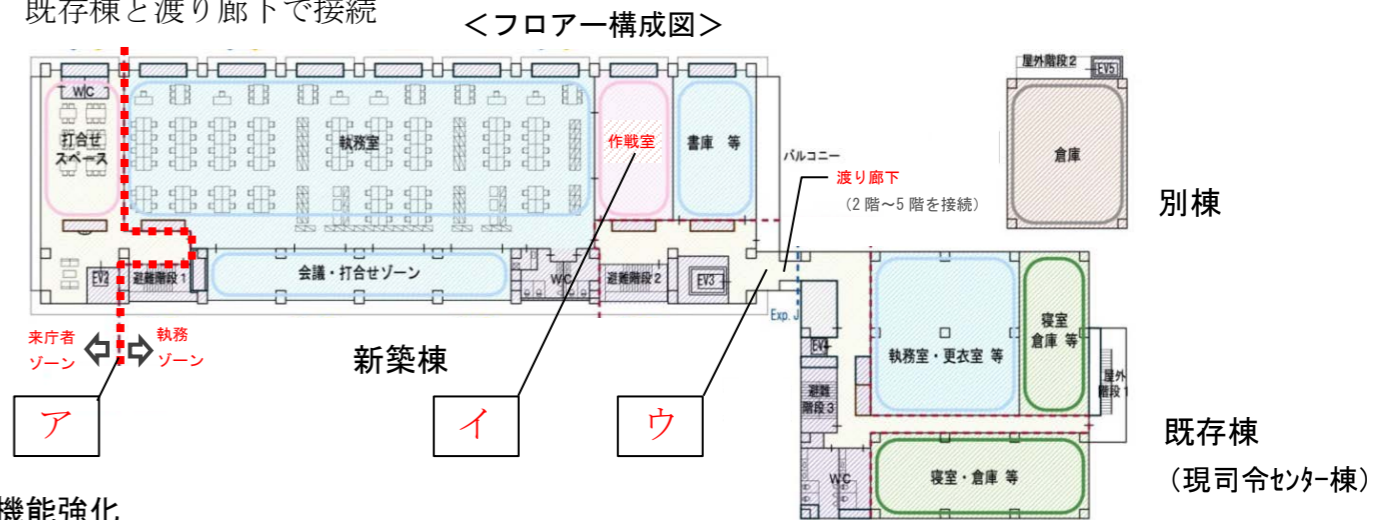 既存棟と渡り廊下で接続
＜フロアー構成図＞
屋外階段2
EV5
WC
打合せ
スペース
執務室
作戦室
書庫 等
バルコニー
倉庫
渡り廊下
（2 階～5 階を接続）
別棟
EV2
避難階段1
会議・打合せゾーン
WC
避難階段2
EV3
Exp. J
来庁者
ゾーン
執務
ゾーン
新築棟
EV4
執務室・更衣室 等
寝室
倉庫 等
避難
階段3
屋外
階段1
ア
イ
ウ
既存棟
（現司令ｾﾝﾀｰ棟）
WC
寝室・倉庫 等
機能強化